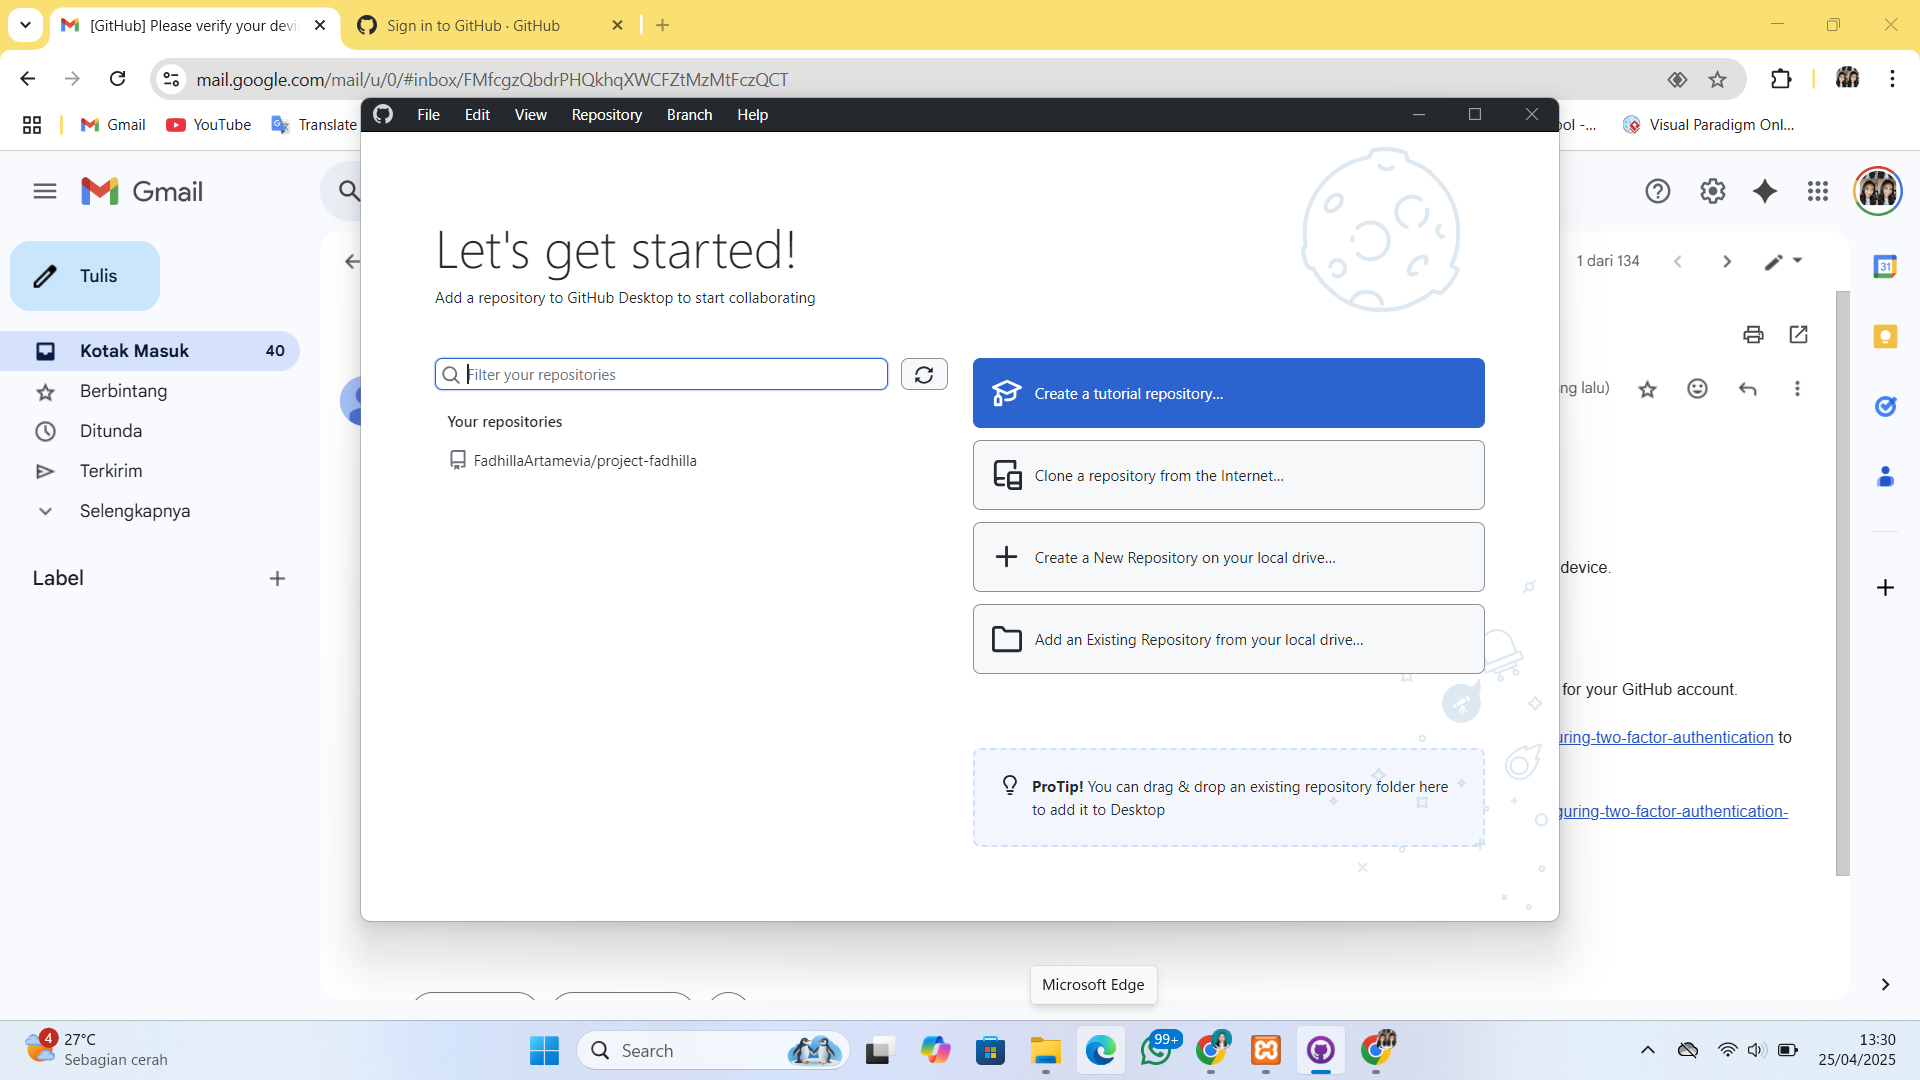 [GitHub] Please verify your devi
Sign in to GitHub · GitHub
mail.google.com/mail/u/0/#inbox/FMfcgzQbdrPHQkhqXWCFZtMzMtFczQCT
Gmail
YouTube
Translate
ool -...
Visual Paradigm Onl...
File Edit View Repository Branch Help
Gmail
Tulis
Kotak Masuk 40
Berbintang
Ditunda
Terkirim
Selengkapnya
Label
Let's get started!
Add a repository to GitHub Desktop to start collaborating
Filter your repositories
Your repositories
FadhillaArtamevia/project-fadhilla
Create a tutorial repository...
Clone a repository from the Internet...
Create a New Repository on your local drive...
Add an Existing Repository from your local drive...
ProTip! You can drag & drop an existing repository folder here
to add it to Desktop
1 dari 134
ng lalu)
device.
for your GitHub account.
uring-two-factor-authentication to
guring-two-factor-authentication-
31
Microsoft Edge
4
27°C
Sebagian cerah
Search
99+
13:30
25/04/2025